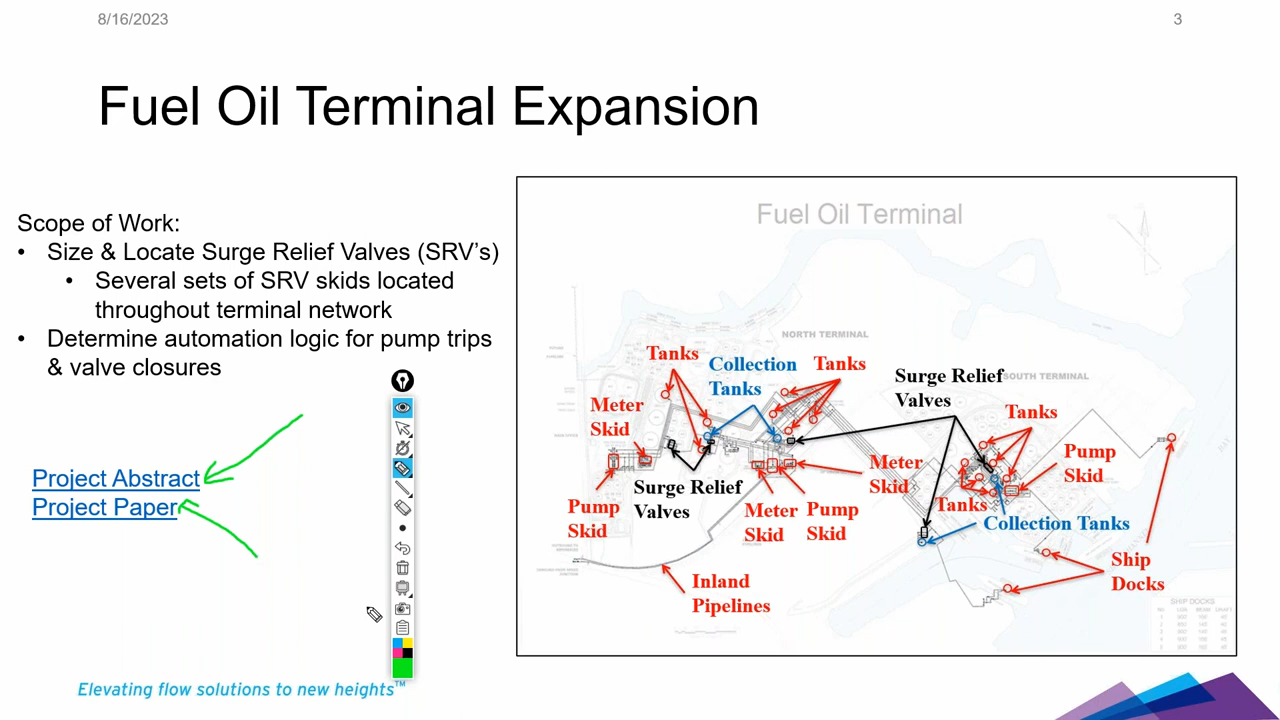 8/16/2023
3
Fuel Oil Terminal Expansion
Scope of Work:
• Size & Locate Surge Relief Valves (SRV’s)
• Several sets of SRV skids located
throughout terminal network
• Determine automation logic for pump trips
& valve closures
Project Abstract
Project Paper
Fuel Oil Terminal
NORTH TERMINAL
SOUTH TERMINAL
Tanks
Collection
Tanks
Tanks
Surge Relief
Valves
Meter
Skid
Tanks
Pump
Skid
Meter
Skid
Surge Relief
Valves
Pump
Skid
Meter
Skid
Pump
Skid
Tanks
Collection Tanks
Ship
Docks
Inland
Pipelines
SHIP DOCKS
Elevating flow solutions to new heights™